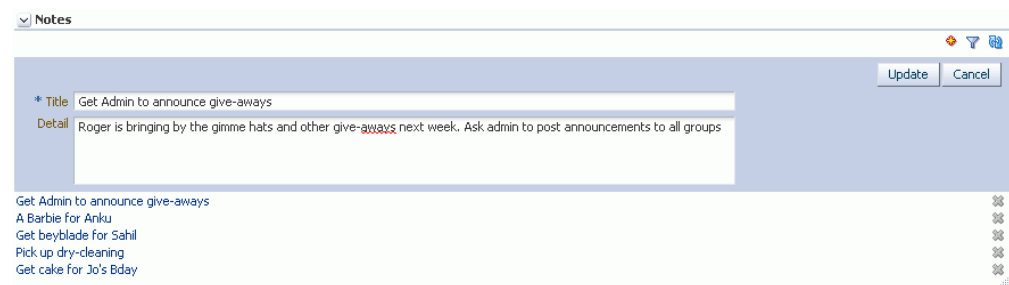 Notes
Update Cancel
* Title Get Admin to announce give-aways
Detail Roger is bringing by the gimme hats and other give-aways next week. Ask admin to post announcements to all groups
Get Admin to announce give-aways
A Barbie for Anku
Get beyblade for Sahil
Pick up dry-cleaning
Get cake for Jo's Bday